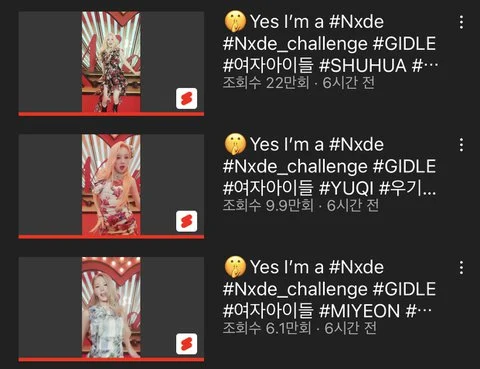 🤫Yes I’m a #Nxde
#Nxde_challenge #GIDLE
#여자아이들 #SHUHUA #…
조회수 22만회 · 6시간 전
🤫Yes I’m a #Nxde
#Nxde_challenge #GIDLE
#여자아이들 #YUQI #우기…
조회수 9.9만회 · 6시간 전
🤫Yes I’m a #Nxde
#Nxde_challenge #GIDLE
#여자아이들 #MIYEON #…
조회수 6.1만회 · 6시간 전